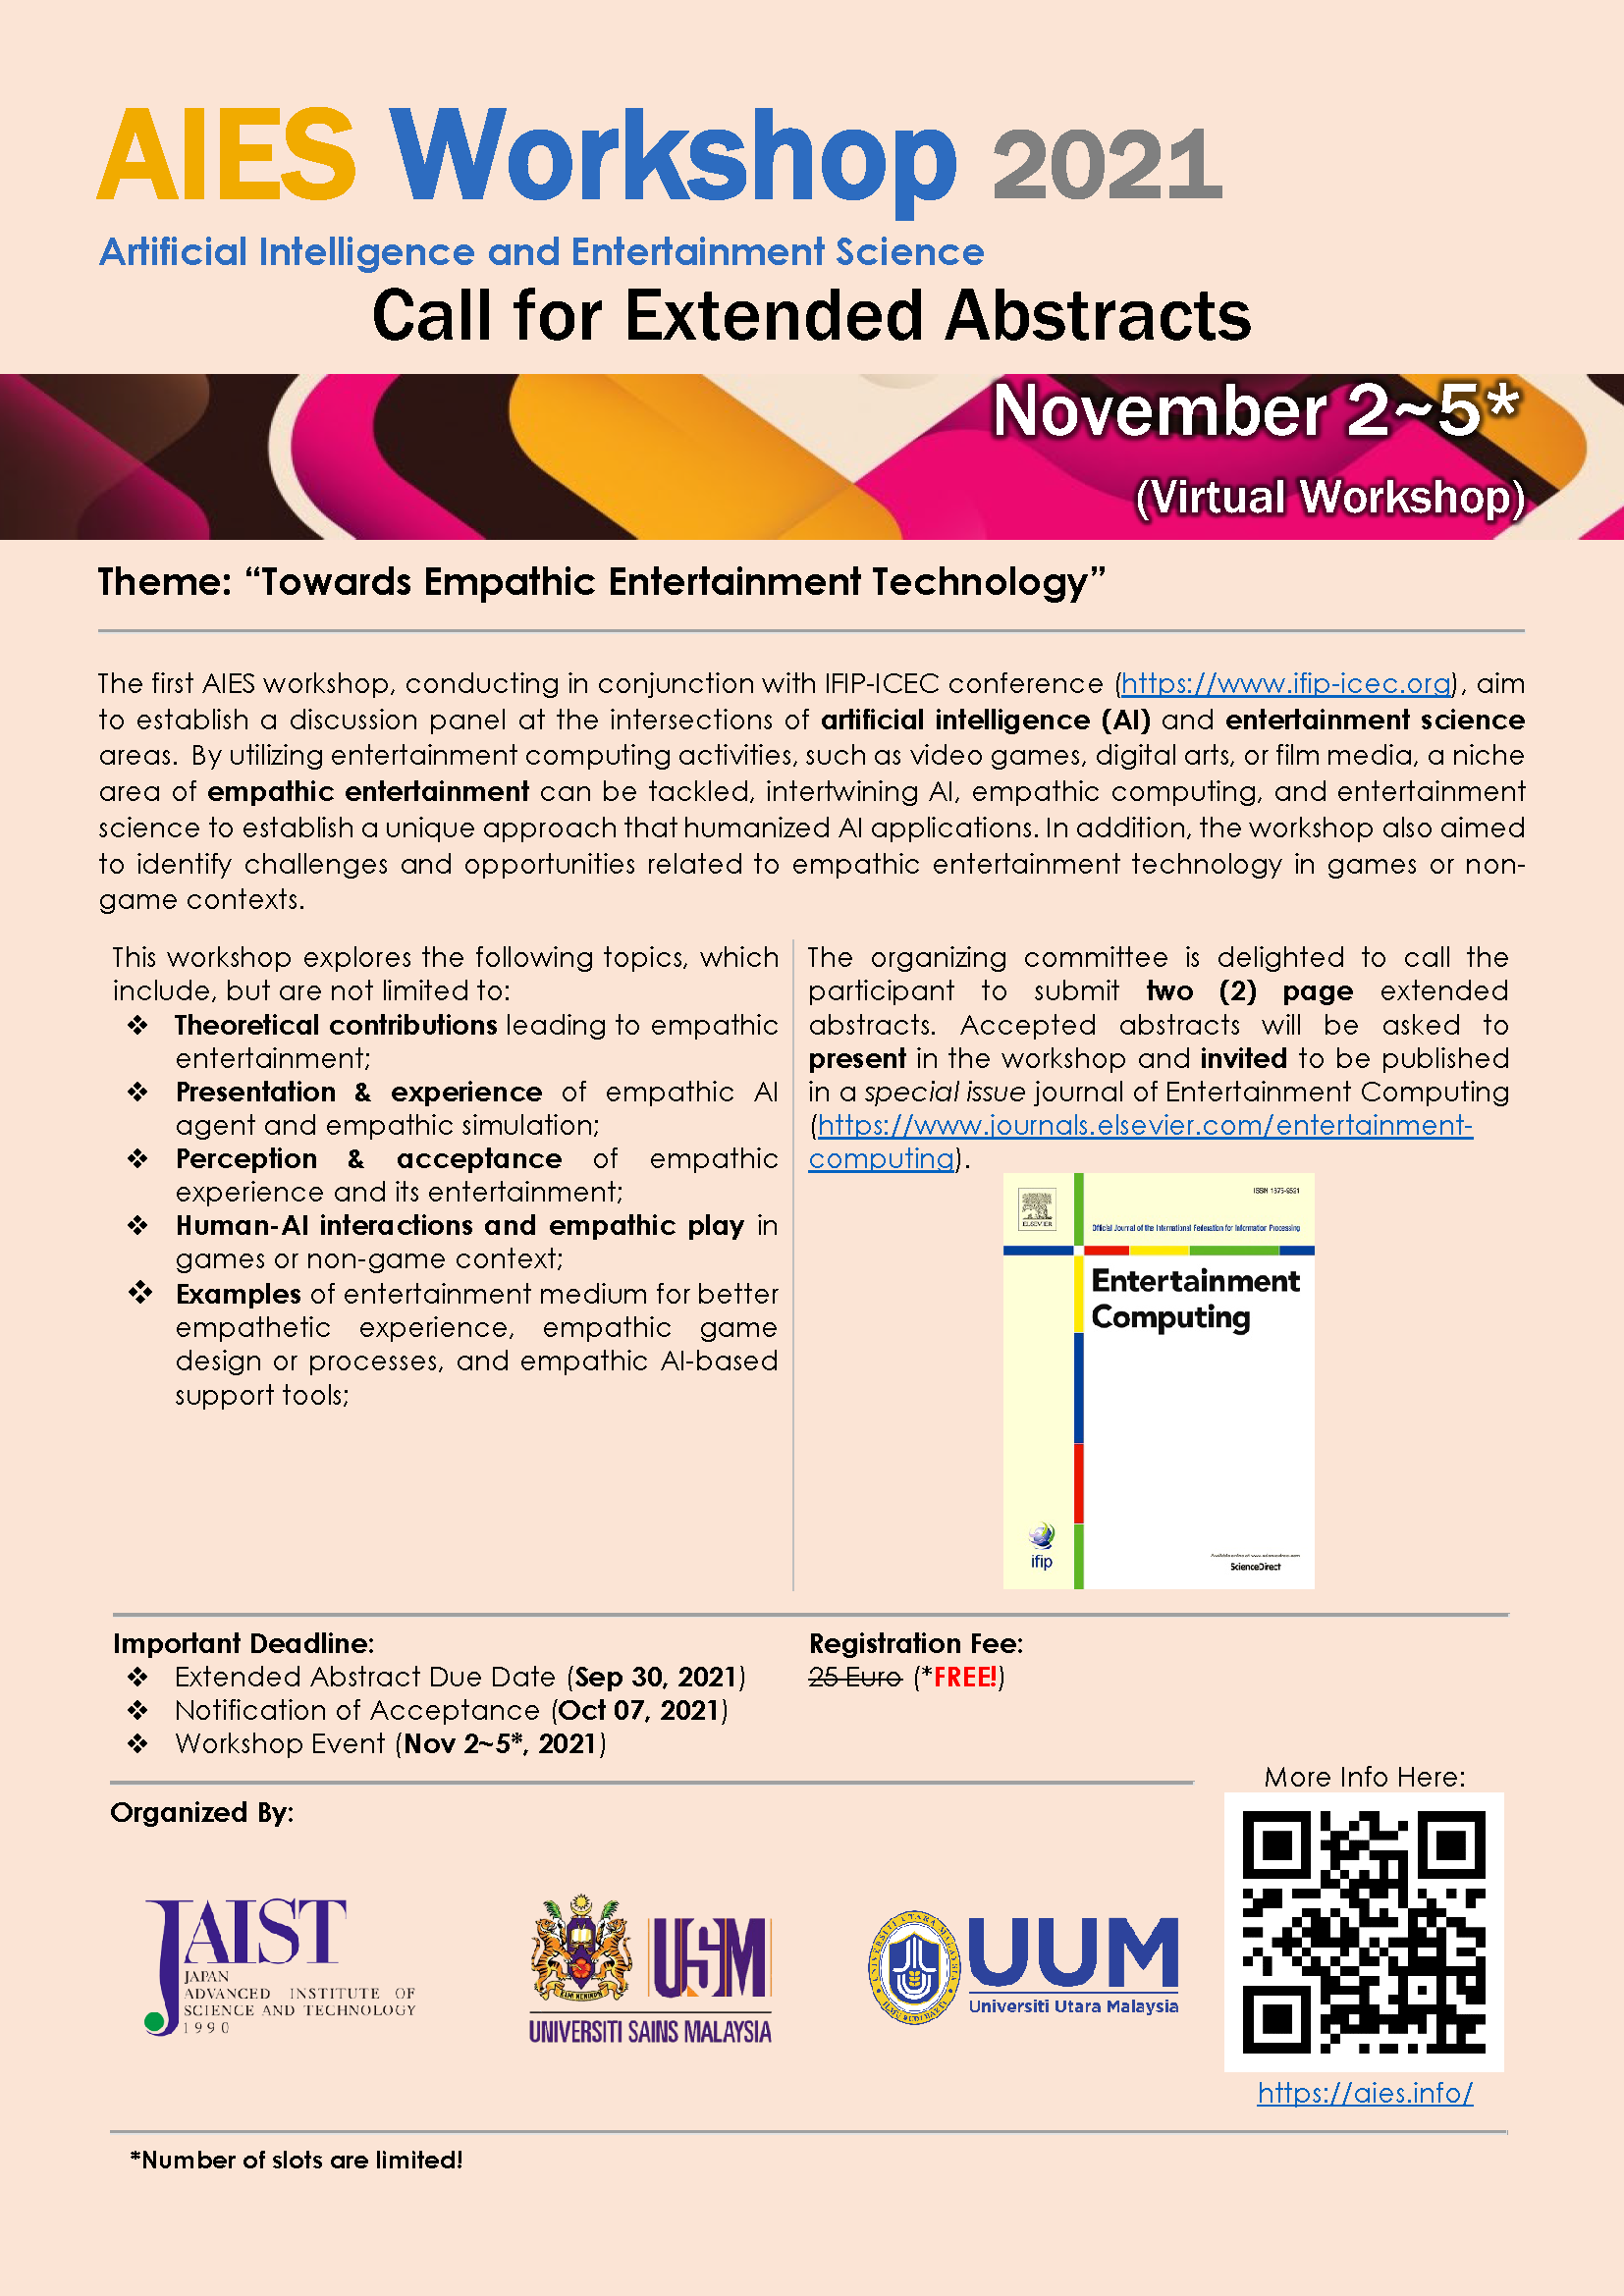 AIES Workshop 2021
Artificial Intelligence and Entertainment Science
Call for Extended Abstracts
November 2~5*
(Virtual Workshop)
Theme: “Towards Empathic Entertainment Technology”
The first AIES workshop, conducting in conjunction with IFIP-ICEC conference (https://www.ifip-icec.org), aim
to establish a discussion panel at the intersections of artificial intelligence (AI) and entertainment science
areas. By utilizing entertainment computing activities, such as video games, digital arts, or film media, a niche
area of empathic entertainment can be tackled, intertwining AI, empathic computing, and entertainment
science to establish a unique approach that humanized AI applications. In addition, the workshop also aimed
to identify challenges and opportunities related to empathic entertainment technology in games or non-
game contexts.
This workshop explores the following topics, which
include, but are not limited to:
❖ Theoretical contributions leading to empathic
entertainment;
❖ Presentation & experience of empathic AI
agent and empathic simulation;
❖ Perception & acceptance of empathic
experience and its entertainment;
❖ Human-AI interactions and empathic play in
games or non-game context;
❖ Examples of entertainment medium for better
empathetic experience, empathic game
design or processes, and empathic AI-based
support tools;
The organizing committee is delighted to call the
participant to submit two (2) page extended
abstracts. Accepted abstracts will be asked to
present in the workshop and invited to be published
in a special issue journal of Entertainment Computing
(https://www.journals.elsevier.com/entertainment-
computing).
ISSN 1875-9521
ELSEVIER
Official Journal of the International Federation for Information Processing
Entertainment
Computing
ifip
ScienceDirect
Important Deadline:
❖ Extended Abstract Due Date (Sep 30, 2021)
❖ Notification of Acceptance (Oct 07, 2021)
❖ Workshop Event (Nov 2~5*, 2021)
Registration Fee:
25 Euro (*FREE!)
More Info Here:
Organized By:
JAIST
JAPAN
ADVANCED INSTITUTE OF
SCIENCE AND TECHNOLOGY
1990
USM
UNIVERSITI SAINS MALAYSIA
UNIVERSITI UTARA MALAYSIA
UUM
Universiti Utara Malaysia
https://aies.info/
*Number of slots are limited!